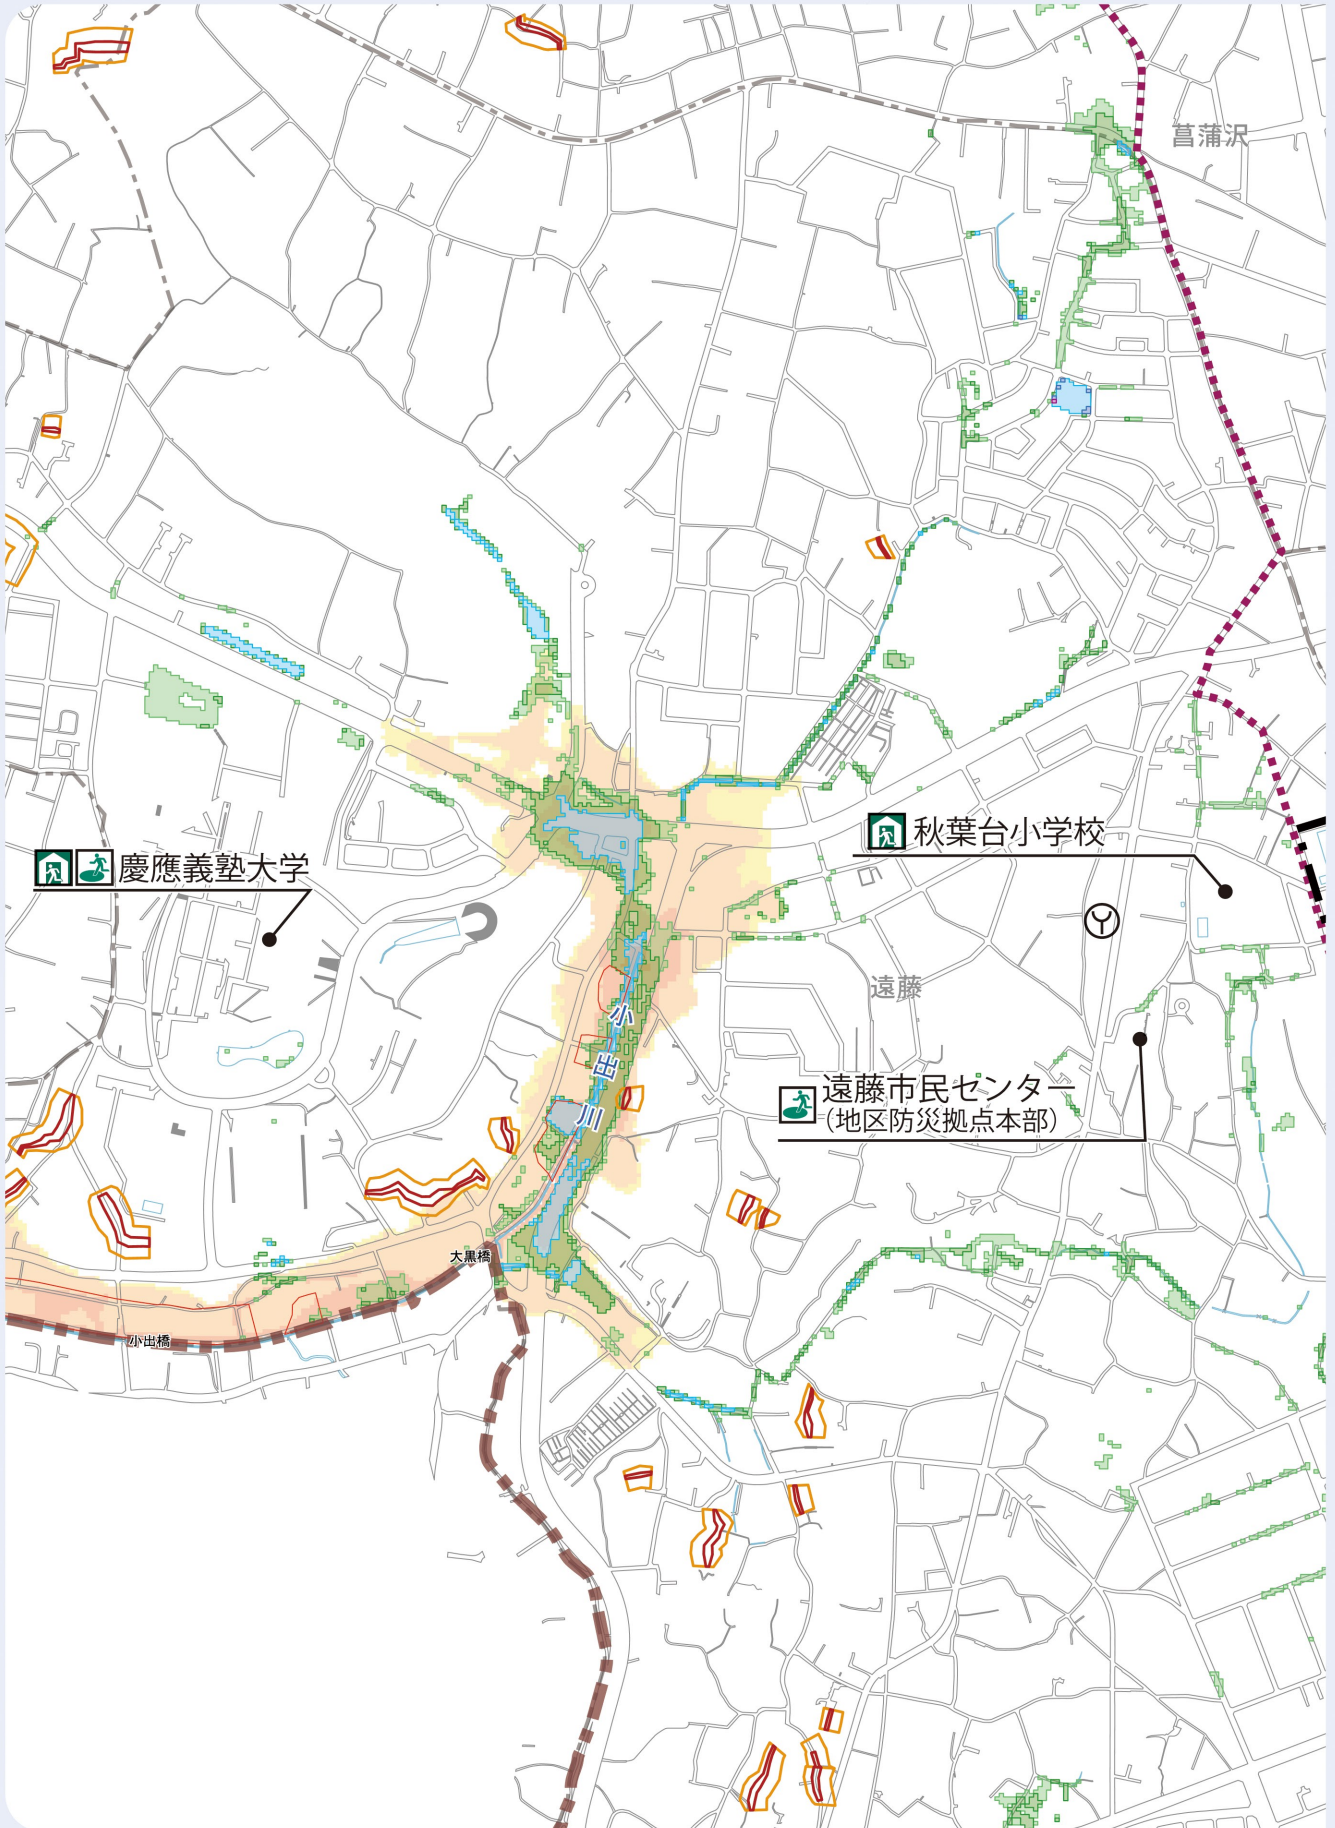 菖蒲沢
秋葉台小学校
慶應義塾大学
遠藤
小出川
遠藤市民センター
（地区防災拠点本部）
大黒橋
小出橋